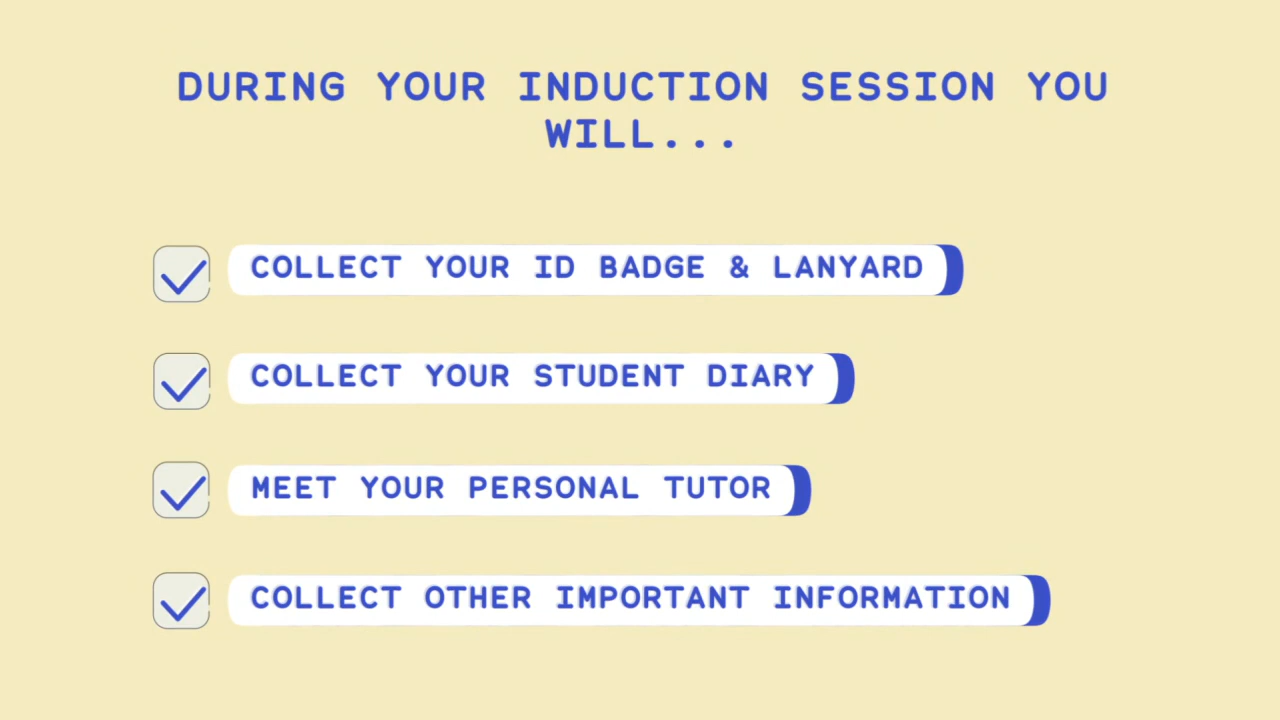 DURING YOUR INDUCTION SESSION YOU
WILL...
COLLECT YOUR ID BADGE & LANYARD
COLLECT YOUR STUDENT DIARY
MEET YOUR PERSONAL TUTOR
COLLECT OTHER IMPORTANT INFORMATION